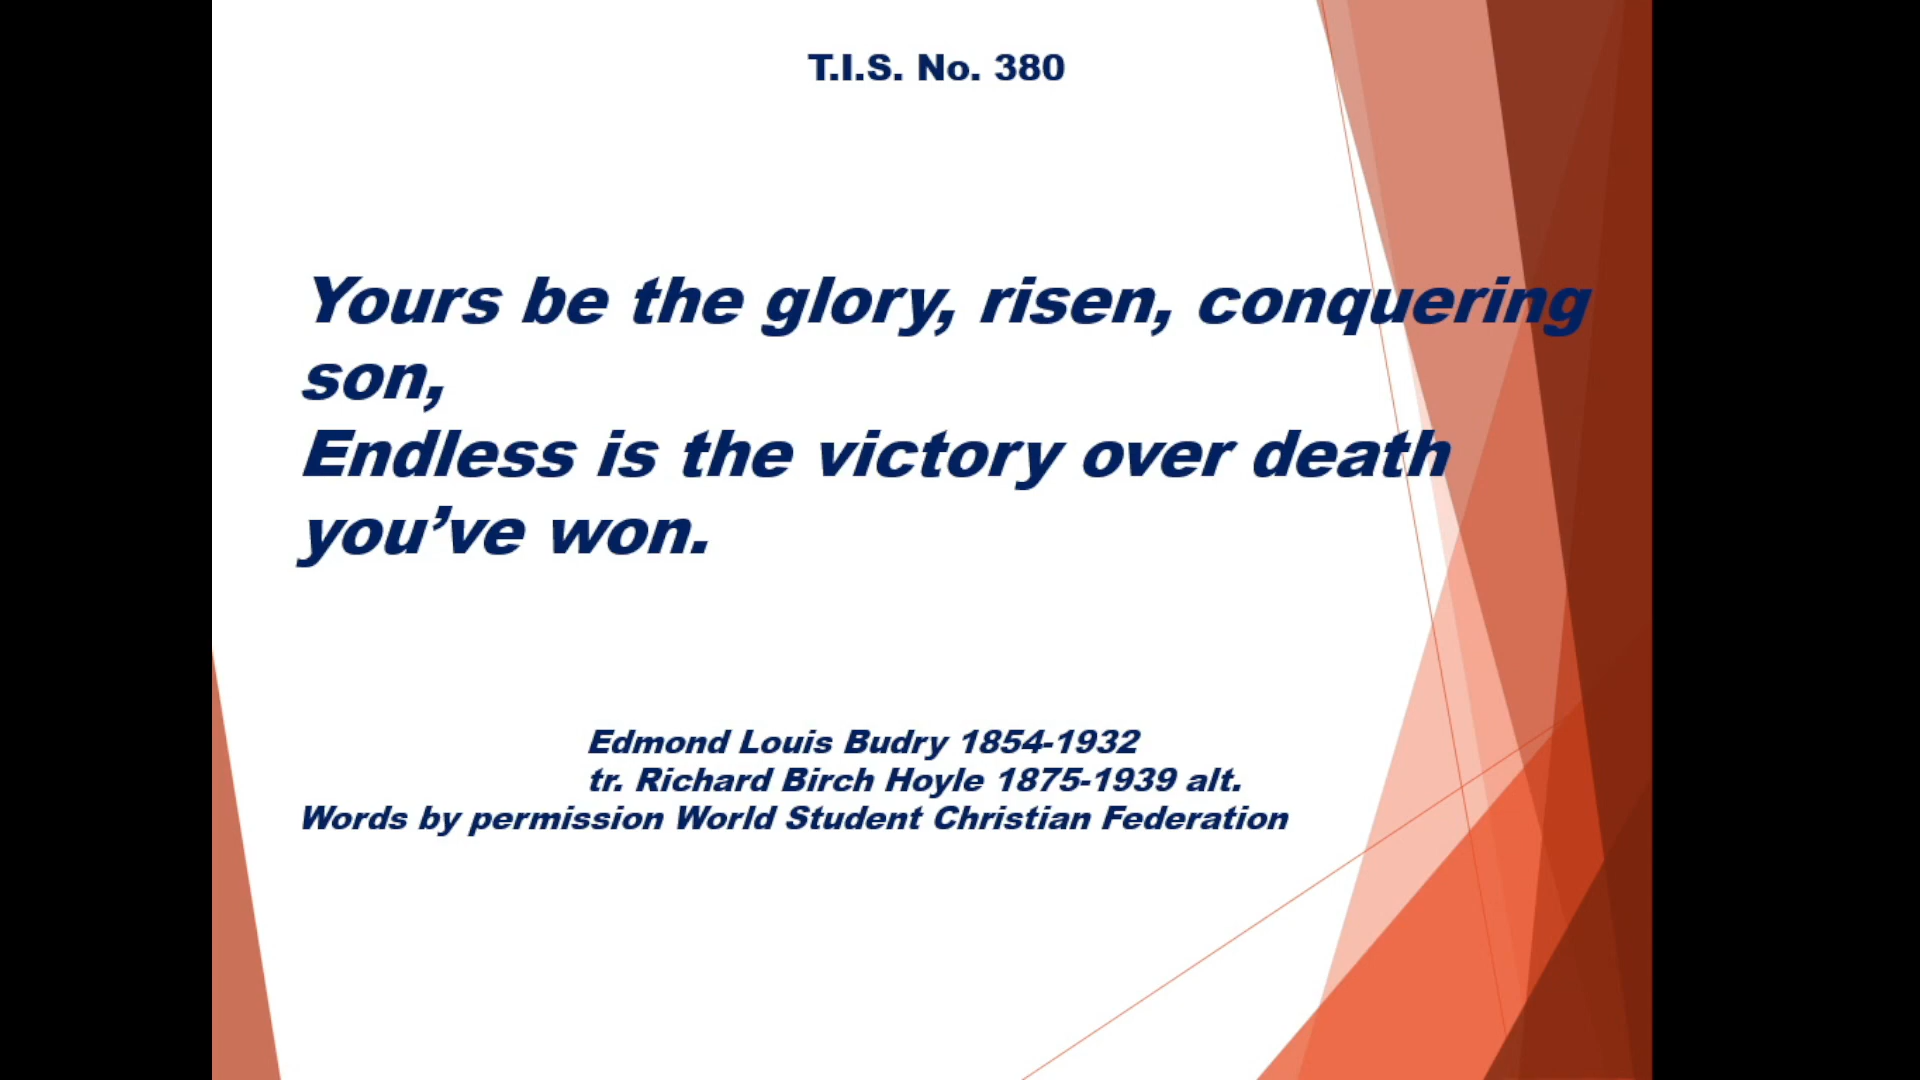 T.I.S. No. 380
Yours be the glory, risen, conquering
son,
Endless is the victory over death
you’ve won.
Edmond Louis Budry 1854-1932
tr. Richard Birch Hoyle 1875-1939 alt.
Words by permission World Student Christian Federation